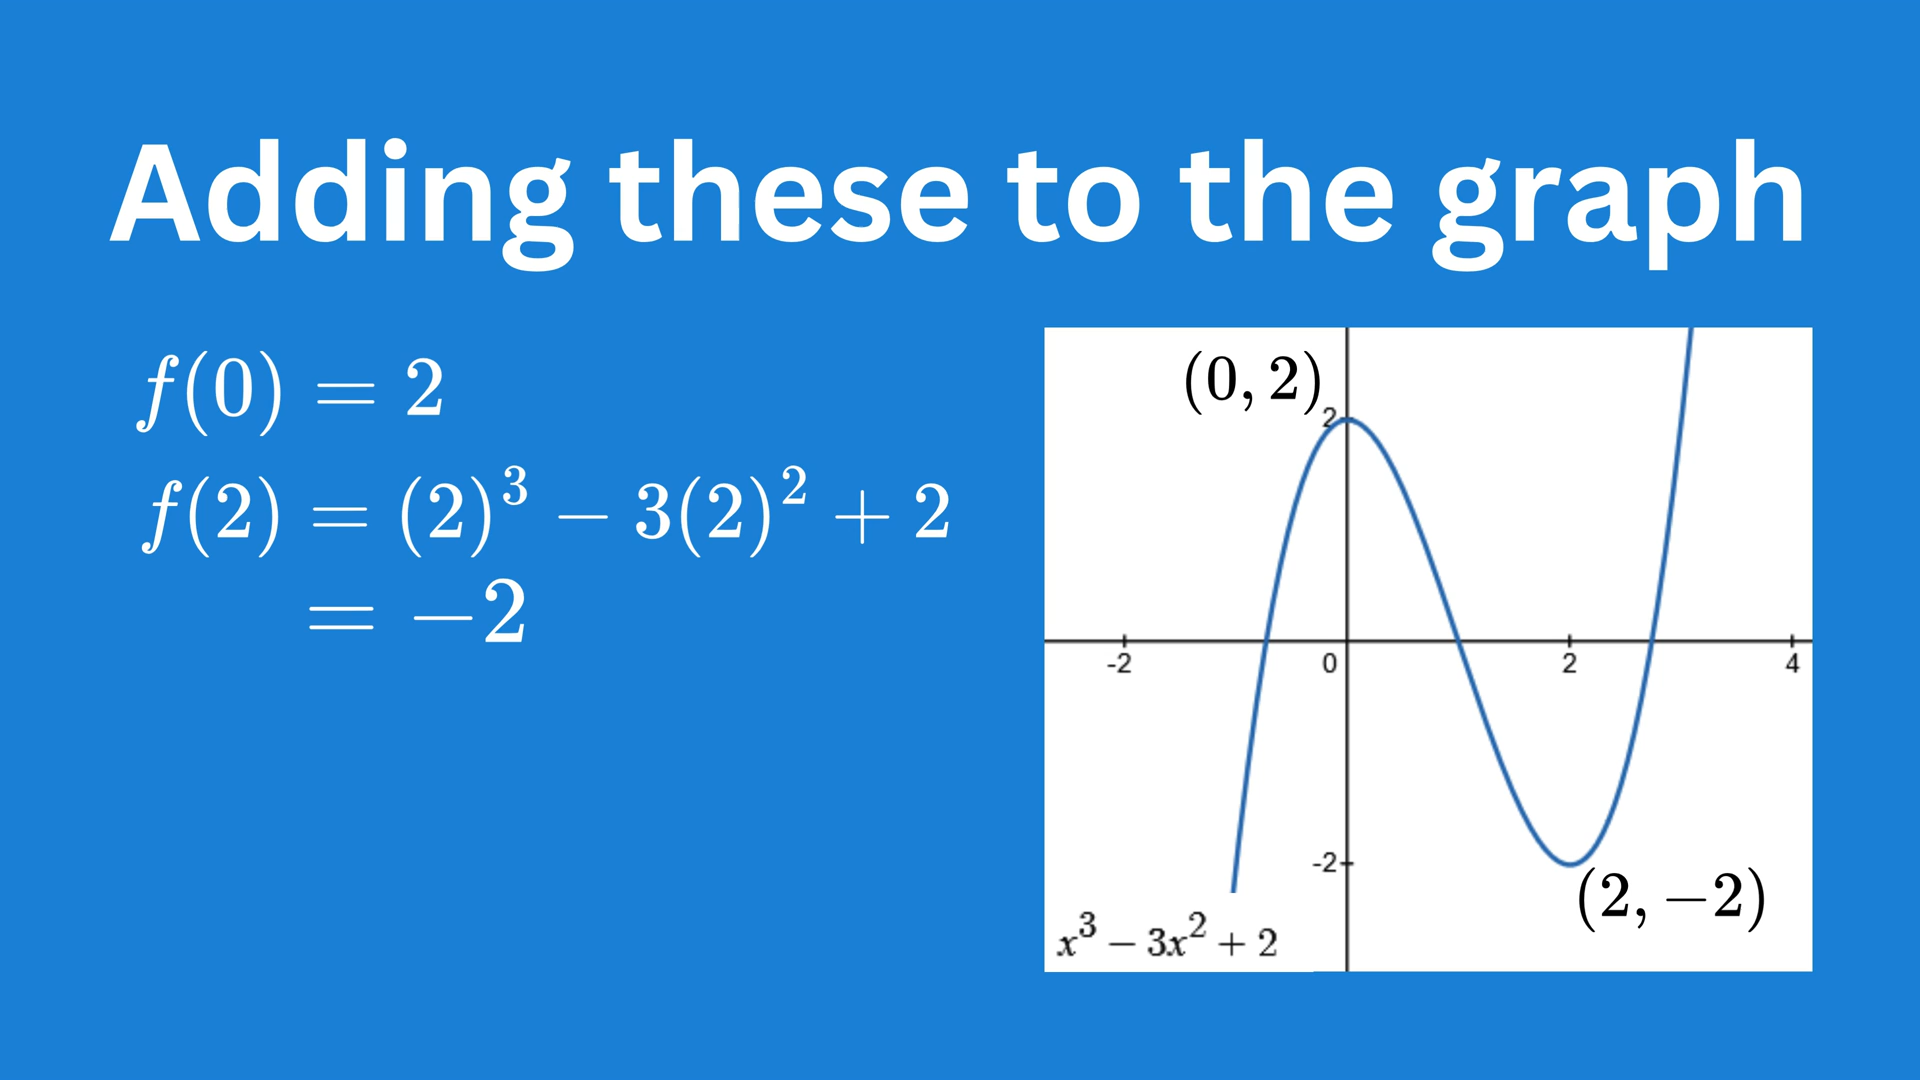 Adding these to the graph
f(0) = 2
f(2) = (2)³ − 3(2)² + 2
= −2
(0, 2)
2
-2 0 2 4
-2
(2, −2)
x³ − 3x² + 2